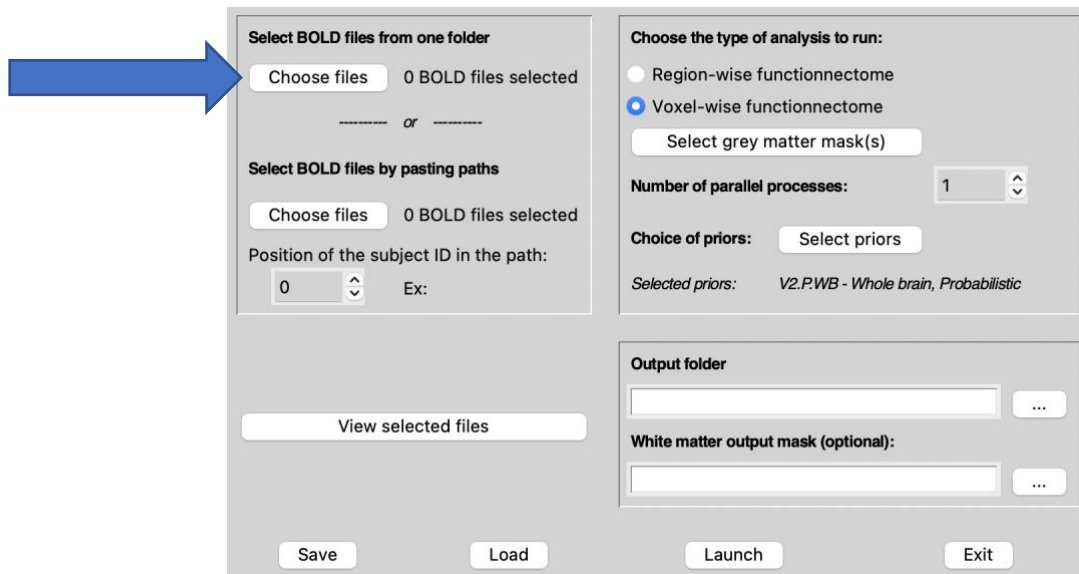 Select BOLD files from one folder
Choose files 0 BOLD files selected
---------- or ----------
Select BOLD files by pasting paths
Choose files 0 BOLD files selected
Position of the subject ID in the path:
0 Ex:
View selected files
Choose the type of analysis to run:
Region-wise functionnectome
Voxel-wise functionnectome
Select grey matter mask(s)
Number of parallel processes: 1
Choice of priors: Select priors
Selected priors: V2.P.WB - Whole brain, Probabilistic
Output folder
...
White matter output mask (optional):
...
Save Load Launch Exit